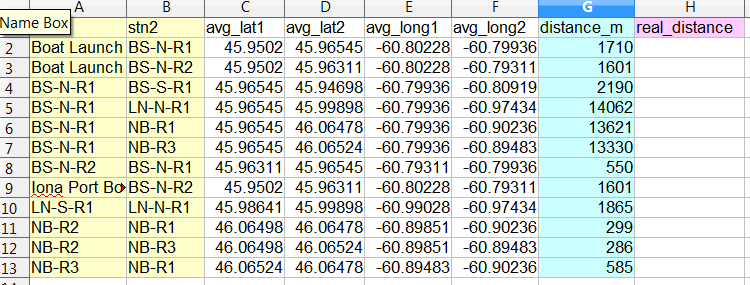 A B C D E F G H
Name Box stn2 avg_lat1 avg_lat2 avg_long1 avg_long2 distance_m real_distance
2 Boat Launch BS-N-R1 45.9502 45.96545 -60.80228 -60.79936 1710
3 Boat Launch BS-N-R2 45.9502 45.96311 -60.80228 -60.79311 1601
4 BS-N-R1 BS-S-R1 45.96545 45.94698 -60.79936 -60.80919 2190
5 BS-N-R1 LN-N-R1 45.96545 45.99898 -60.79936 -60.97434 14062
6 BS-N-R1 NB-R1 45.96545 46.06478 -60.79936 -60.90236 13621
7 BS-N-R1 NB-R3 45.96545 46.06524 -60.79936 -60.89483 13330
8 BS-N-R2 BS-N-R1 45.96311 45.96545 -60.79311 -60.79936 550
9 Iona Port Bo BS-N-R2 45.9502 45.96311 -60.80228 -60.79311 1601
10 LN-S-R1 LN-N-R1 45.98641 45.99898 -60.99028 -60.97434 1865
11 NB-R2 NB-R1 46.06498 46.06478 -60.89851 -60.90236 299
12 NB-R2 NB-R3 46.06498 46.06524 -60.89851 -60.89483 286
13 NB-R3 NB-R1 46.06524 46.06478 -60.89483 -60.90236 585